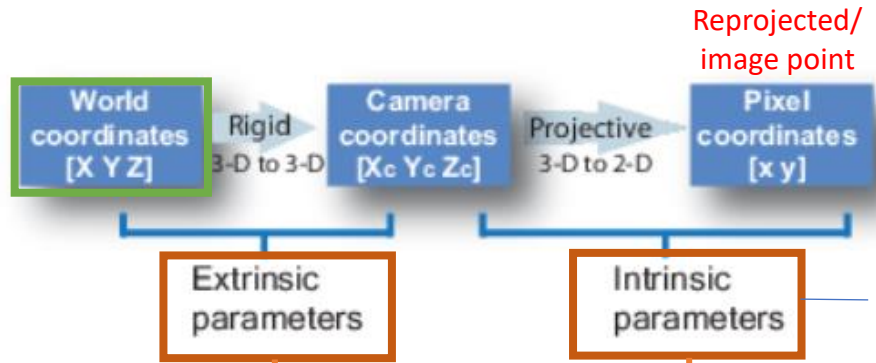 Reprojected/
image point
World
coordinates
[X Y Z]
Rigid
3-D to 3-D
Camera
coordinates
[Xc Yc Zc]
Projective
3-D to 2-D
Pixel
coordinates
[x y]
Extrinsic
parameters
Intrinsic
parameters